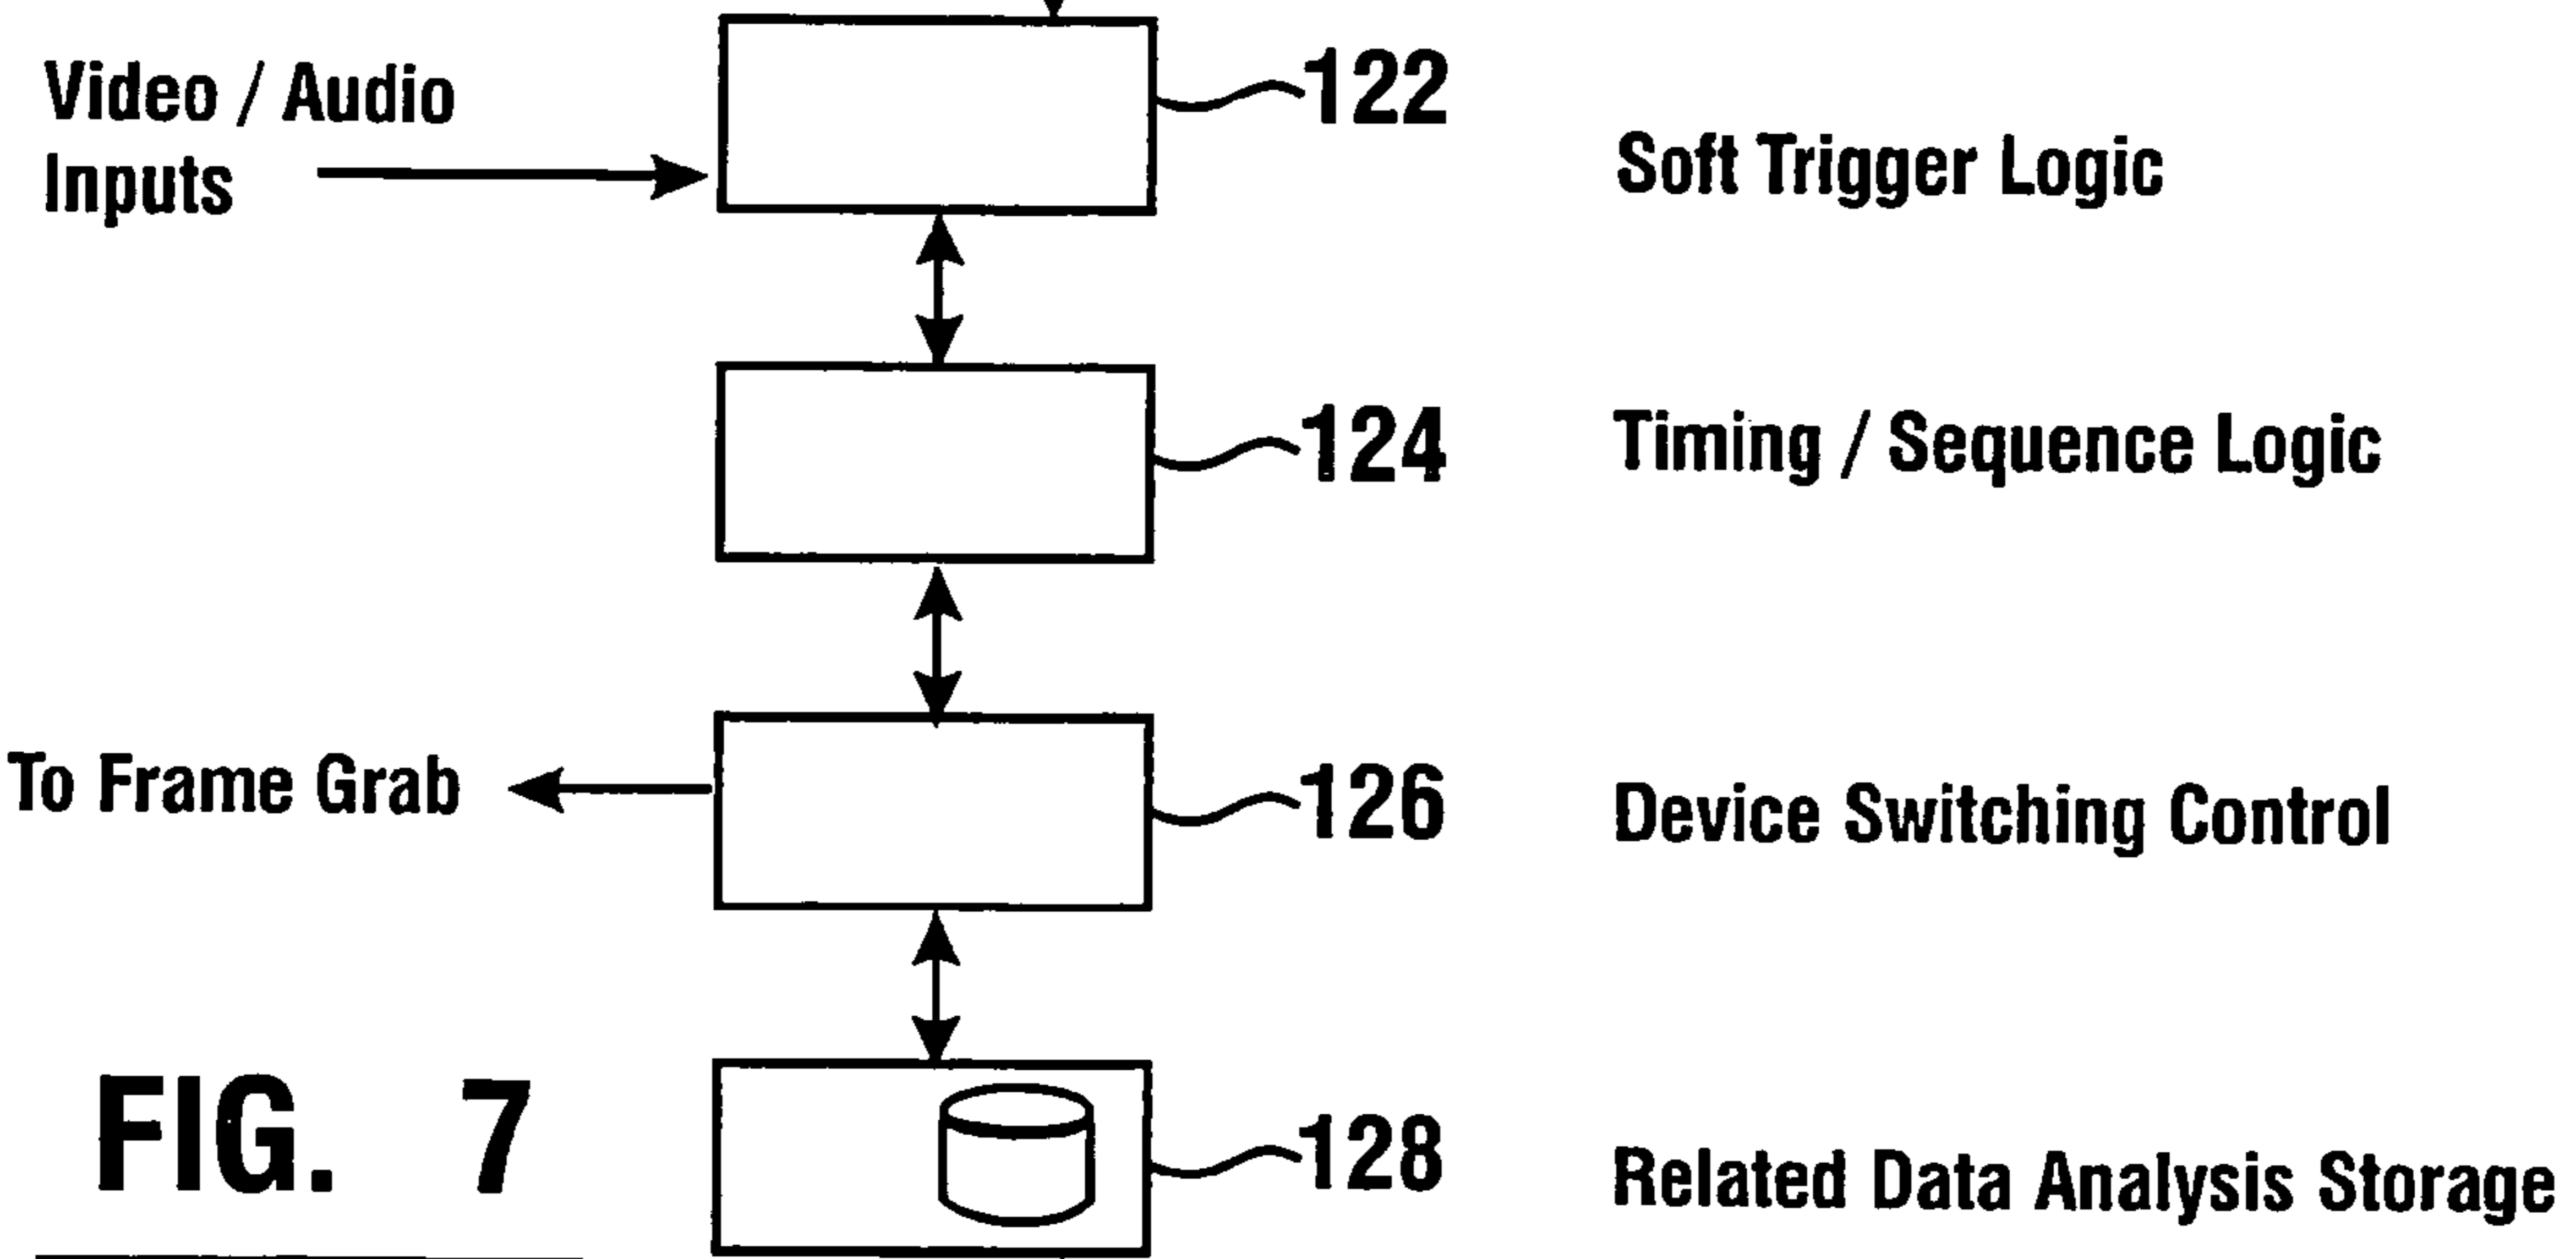 Video / Audio
Inputs
122
Soft Trigger Logic
124
Timing / Sequence Logic
To Frame Grab
126
Device Switching Control
FIG. 7
128
Related Data Analysis Storage